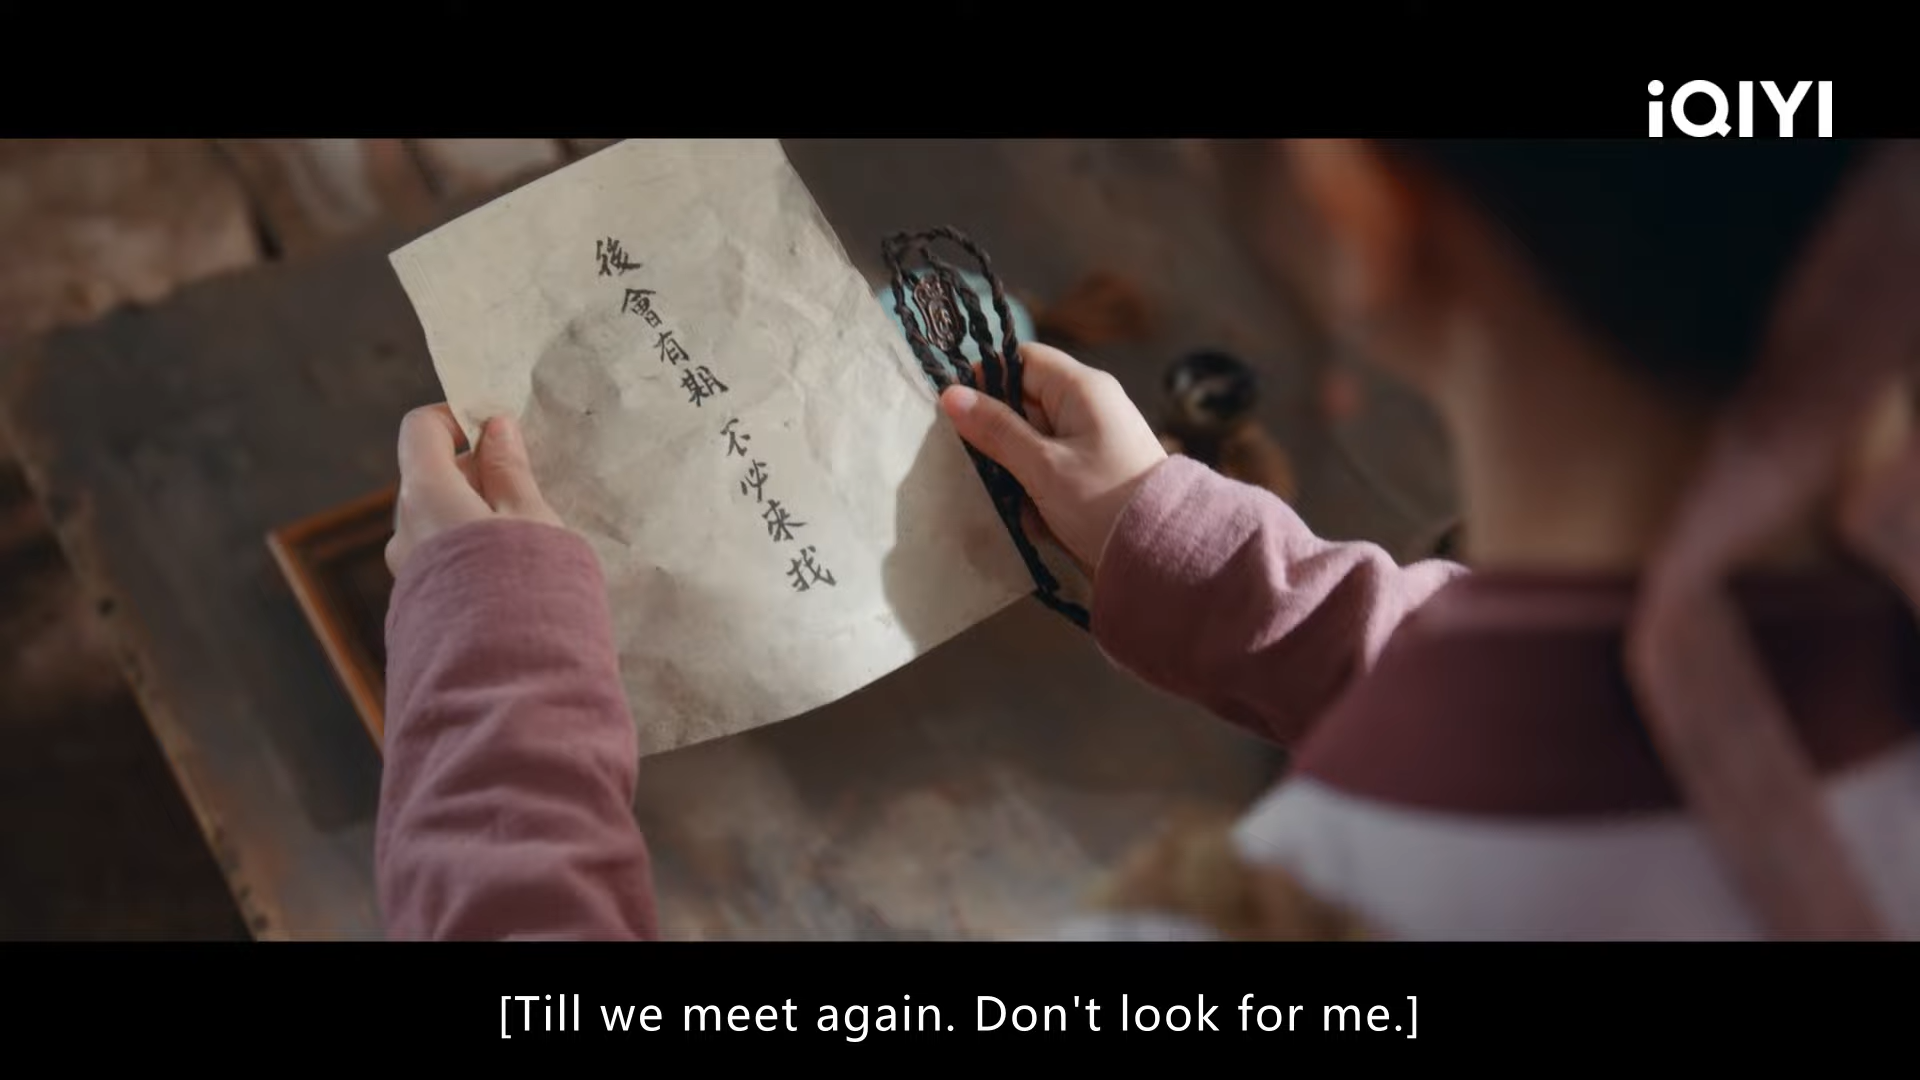 iQIYI
後會有期 不必來找
[Till we meet again. Don't look for me.]